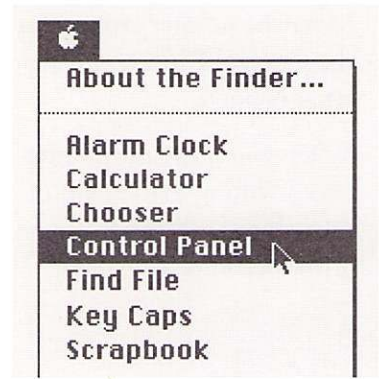 About the Finder...
Alarm Clock
Calculator
Chooser
Control Panel
Find File
Key Caps
Scrapbook